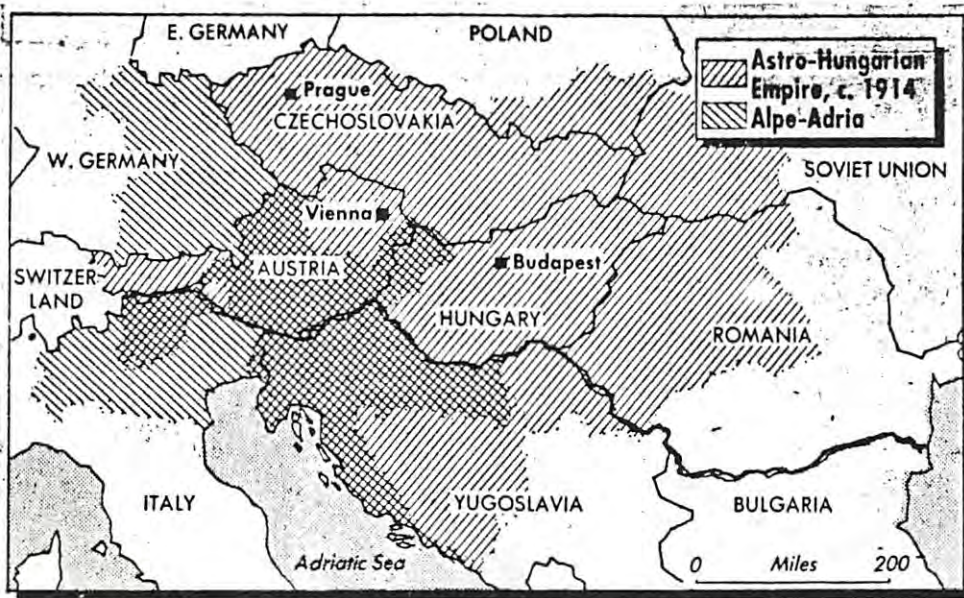 E. GERMANY
POLAND
Astro-Hungarian
Empire, c. 1914
Alpe-Adria
Prague
CZECHOSLOVAKIA
W. GERMANY
SOVIET UNION
Vienna
SWITZER-
LAND
AUSTRIA
Budapest
HUNGARY
ROMANIA
ITALY
YUGOSLAVIA
BULGARIA
Adriatic Sea
0 Miles 200